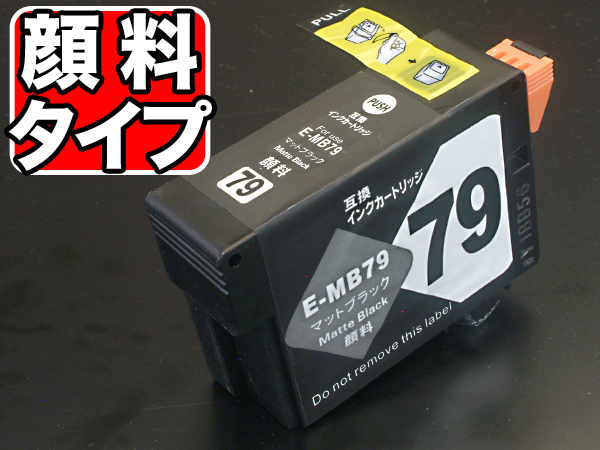 顔料
タイプ
PULL
PUSH
互換
インクカートリッジ
For use
E-MB79
マットブラック
Matte Black
顔料
79
互換
インクカートリッジ
79
E-MB79
マットブラック
Matte Black
顔料
Do not remove this label